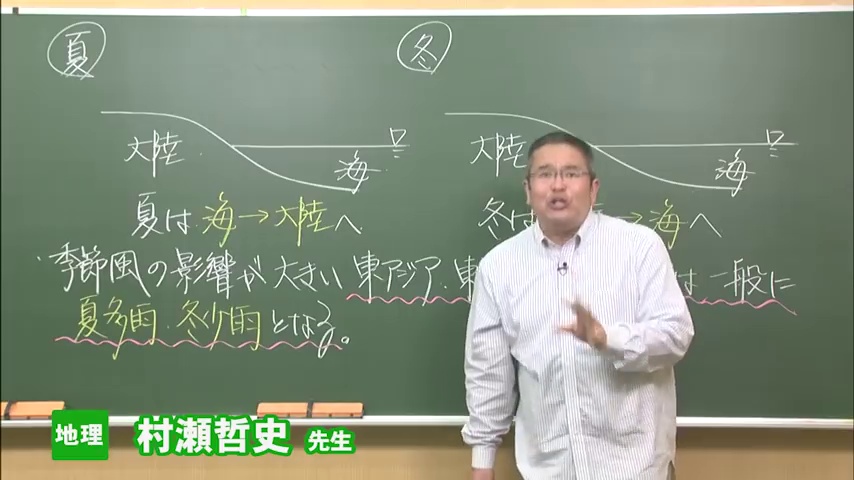 夏
冬
大陸
海
大陸
海
夏は 海→大陸へ
冬は →海へ
季節風の影響が大きい 東アジア・東 は一般に
夏多雨・冬少雨となる。
地理 村瀬哲史 先生